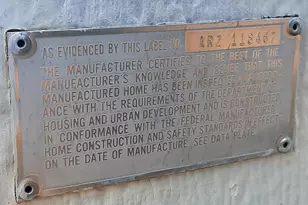 AS EVIDENCED BY THIS LABEL NO. ARZ 118467
THE MANUFACTURER CERTIFIES TO THE BEST OF THE
MANUFACTURER'S KNOWLEDGE AND BELIEF THAT THIS
MANUFACTURED HOME HAS BEEN INSPECTED IN ACCORD-
ANCE WITH THE REQUIREMENTS OF THE DEPARTMENT OF
HOUSING AND URBAN DEVELOPMENT AND IS CONSTRUCTED
IN CONFORMANCE WITH THE FEDERAL MANUFACTURED
HOME CONSTRUCTION AND SAFETY STANDARDS IN EFFECT
ON THE DATE OF MANUFACTURE. SEE DATA PLATE.